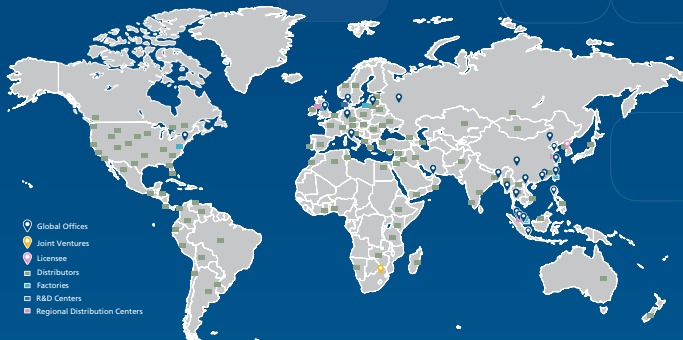 Global Offices
Joint Ventures
Licensee
Distributors
Factories
R&D Centers
Regional Distribution Centers